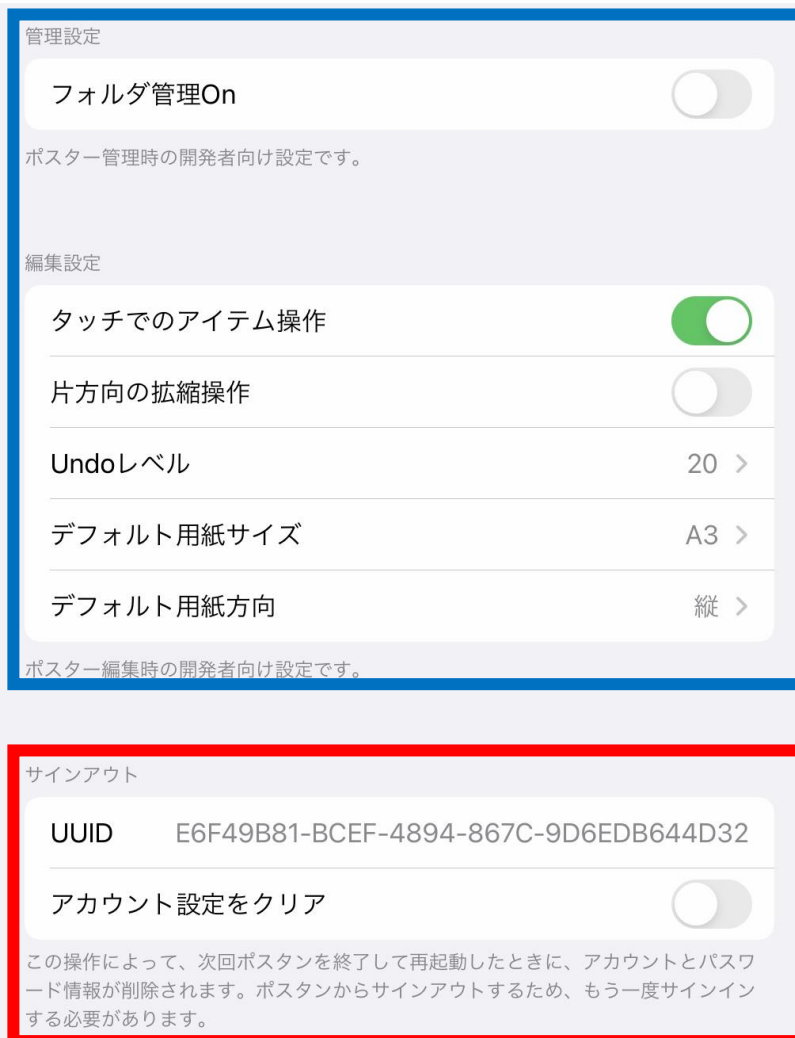 管理設定
フォルダ管理On
ポスター管理時の開発者向け設定です。
編集設定
タッチでのアイテム操作
片方向の拡縮操作
Undoレベル 20 >
デフォルト用紙サイズ A3 >
デフォルト用紙方向 縦 >
ポスター編集時の開発者向け設定です。
サインアウト
UUID E6F49B81-BCEF-4894-867C-9D6EDB644D32
アカウント設定をクリア
この操作によって、次回ポスタンを終了して再起動したときに、アカウントとパスワ
ード情報が削除されます。ポスタンからサインアウトするため、もう一度サインイン
する必要があります。